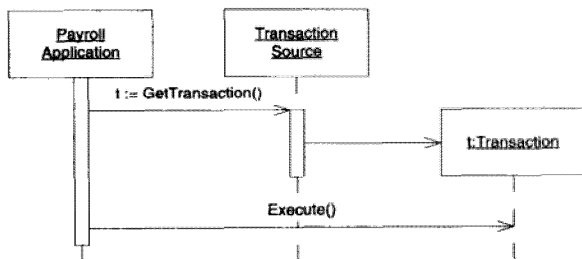 Payroll
Application
Transaction
Source
t := GetTransaction()
t:Transaction
Execute()